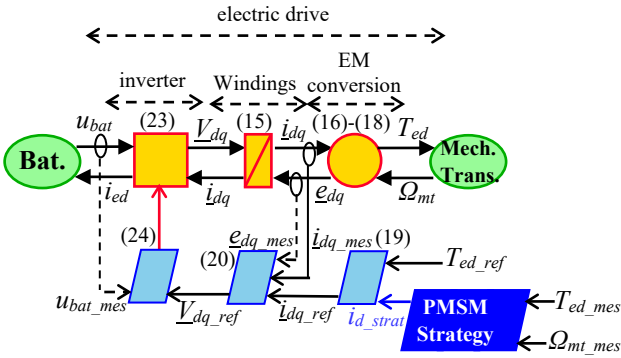 electric drive
inverter Windings EM conversion
u_bat (23) V_dq (15) i_dq (16)-(18) T_ed
Bat. Mech. Trans.
i_ed i_dq e_dq Ω_mt
(24) (20) e_dq_mes i_dq_mes (19)
T_ed_ref
u_bat_mes V_dq_ref i_dq_ref i_d_strat
PMSM Strategy
T_ed_mes
Ω_mt_mes